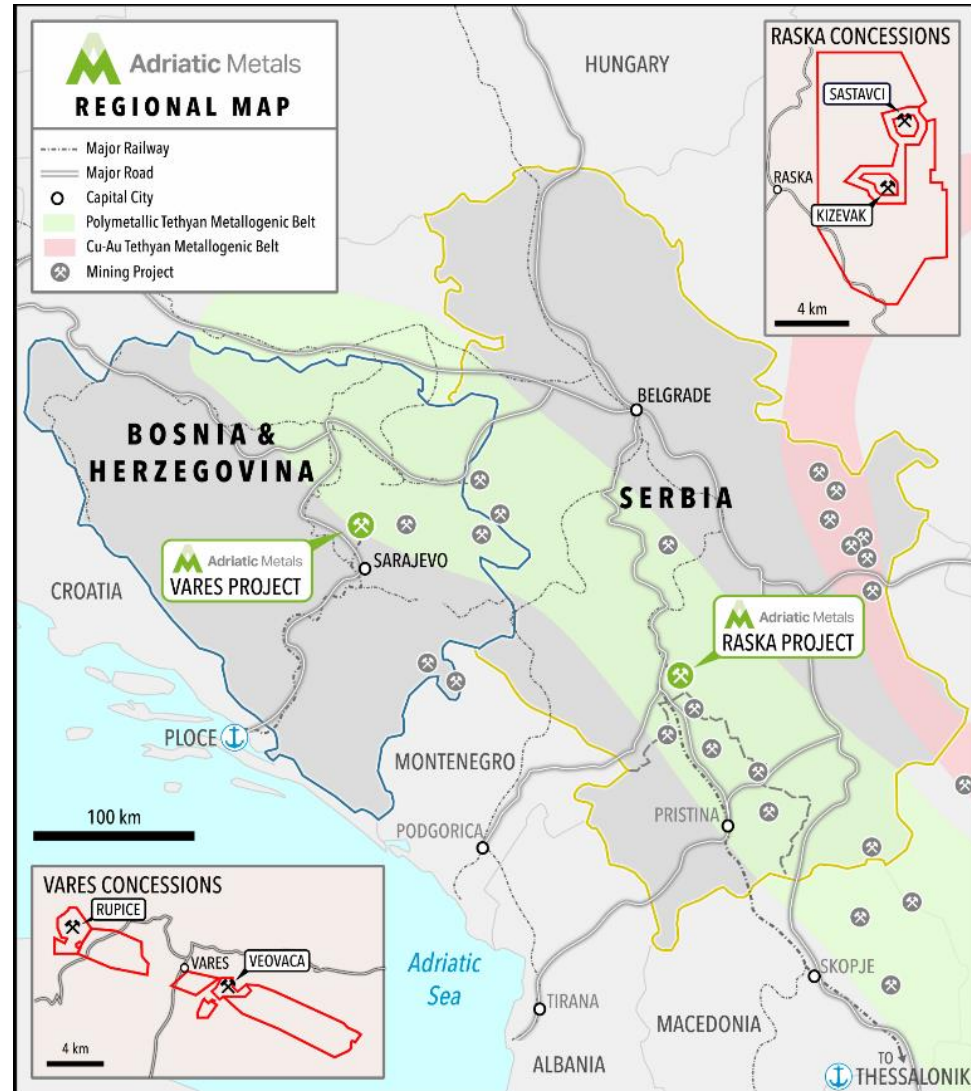 Adriatic Metals
REGIONAL MAP
Major Railway
Major Road
Capital City
Polymetallic Tethyan Metallogenic Belt
Cu-Au Tethyan Metallogenic Belt
Mining Project
HUNGARY
RASKA CONCESSIONS
SASTAVCI
RASKA
KIZEVAK
4 km
BELGRADE
BOSNIA &
HERZEGOVINA
SERBIA
Adriatic Metals
VARES PROJECT
SARAJEVO
CROATIA
Adriatic Metals
RASKA PROJECT
PLOCE
MONTENEGRO
100 km
PRISTINA
PODGORICA
VARES CONCESSIONS
RUPICE
VARES
VEOVACA
4 km
Adriatic
Sea
SKOPJE
TIRANA
MACEDONIA
ALBANIA
TO
THESSALONIK